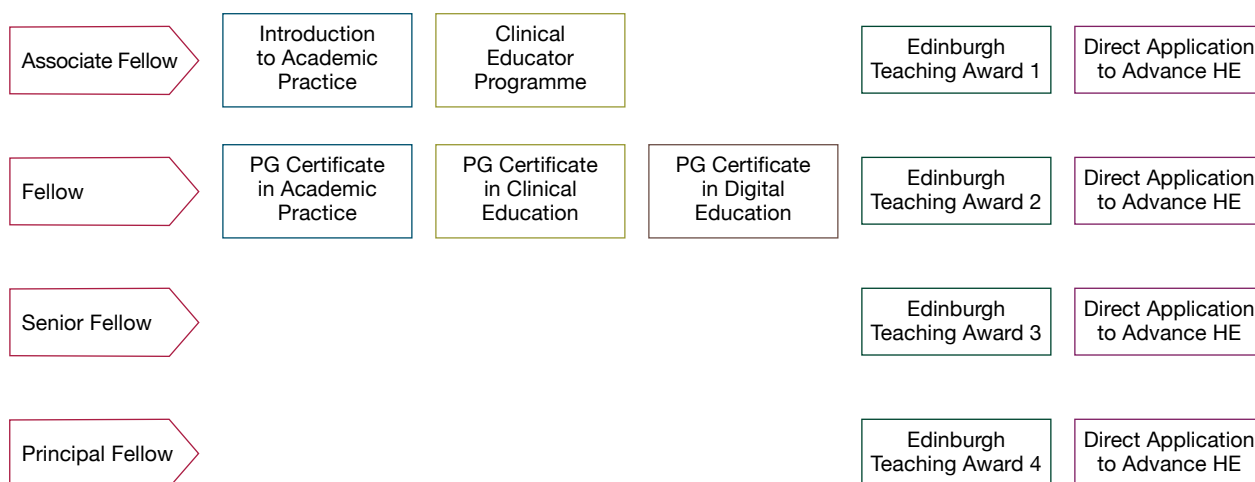 Associate Fellow
Introduction
to Academic
Practice
Clinical
Educator
Programme
Edinburgh
Teaching Award 1
Direct Application
to Advance HE
Fellow
PG Certificate
in Academic
Practice
PG Certificate
in Clinical
Education
PG Certificate
in Digital
Education
Edinburgh
Teaching Award 2
Direct Application
to Advance HE
Senior Fellow
Edinburgh
Teaching Award 3
Direct Application
to Advance HE
Principal Fellow
Edinburgh
Teaching Award 4
Direct Application
to Advance HE